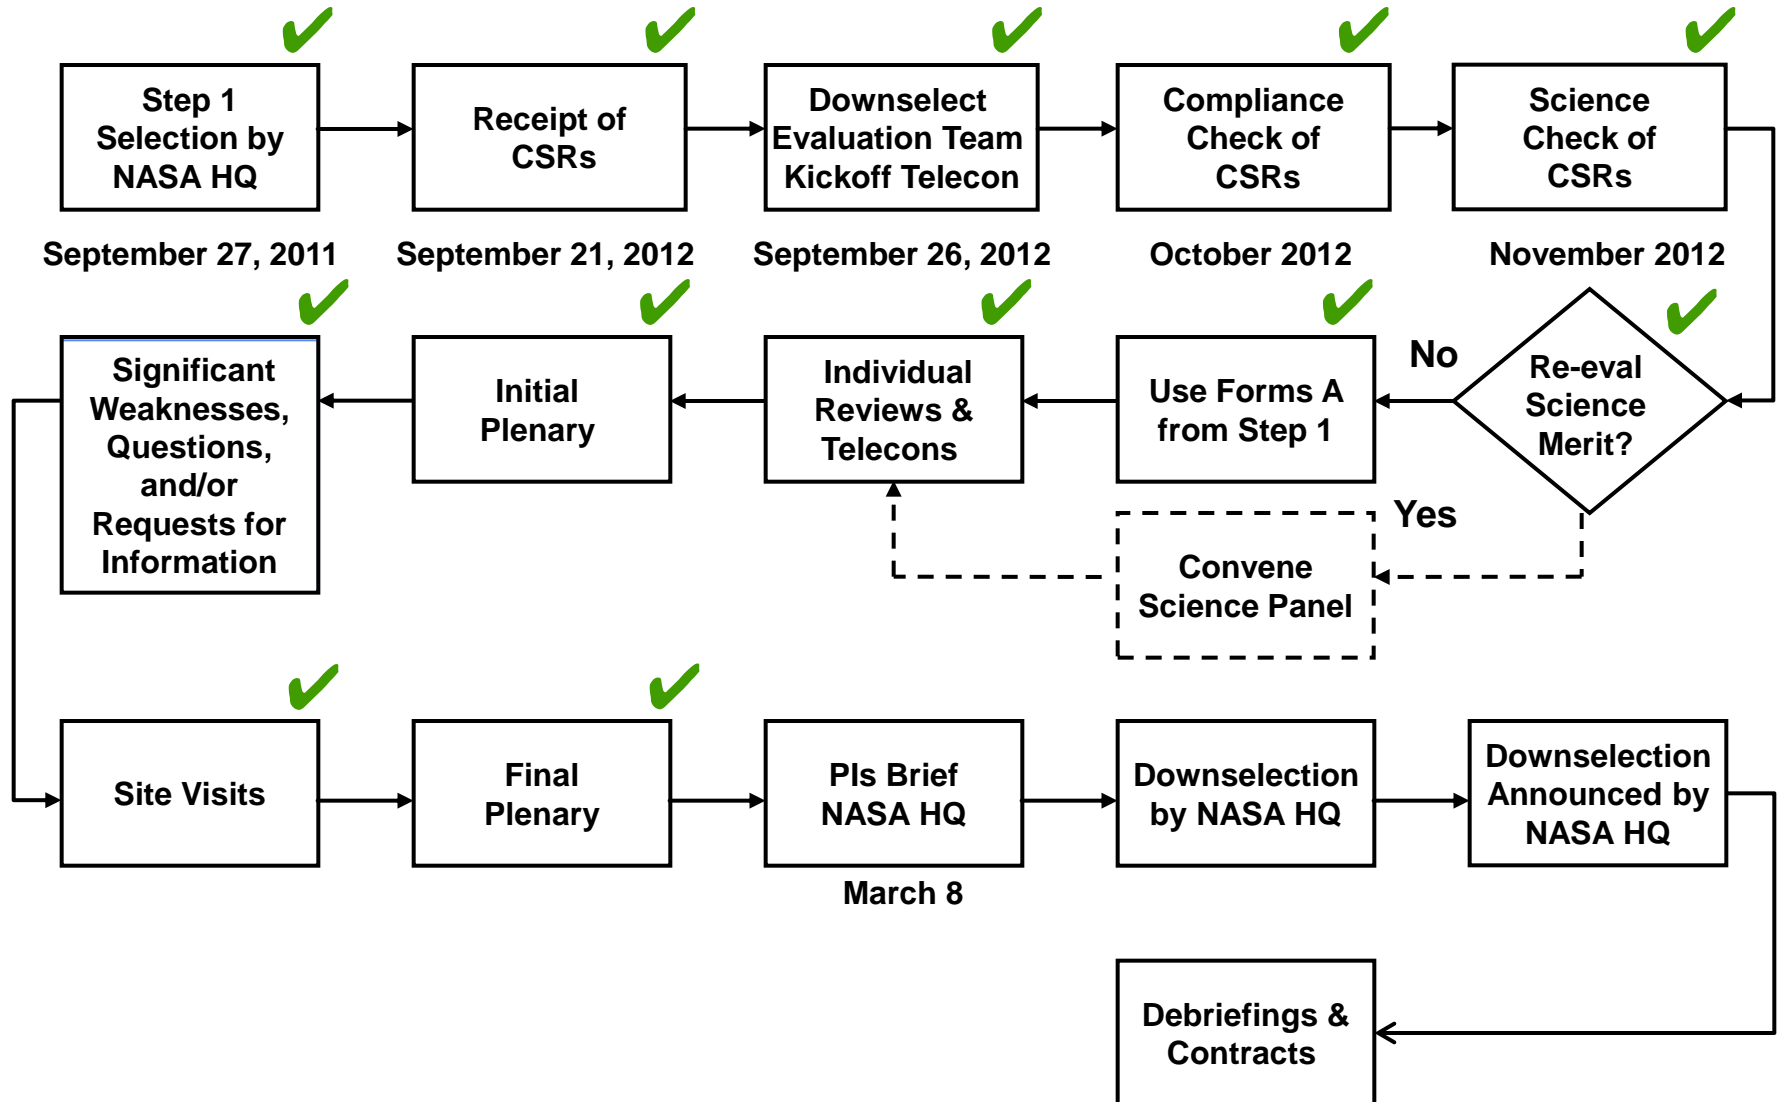 Step 1
Selection by
NASA HQ
Receipt of
CSRs
Downselect
Evaluation Team
Kickoff Telecon
Compliance
Check of
CSRs
Science
Check of
CSRs
September 27, 2011
September 21, 2012
September 26, 2012
October 2012
November 2012
Re-eval
Science
Merit?
No
Yes
Use Forms A
from Step 1
Convene
Science Panel
Individual
Reviews &
Telecons
Initial
Plenary
Significant
Weaknesses,
Questions,
and/or
Requests for
Information
Site Visits
Final
Plenary
PIs Brief
NASA HQ
March 8
Downselection
by NASA HQ
Downselection
Announced by
NASA HQ
Debriefings &
Contracts